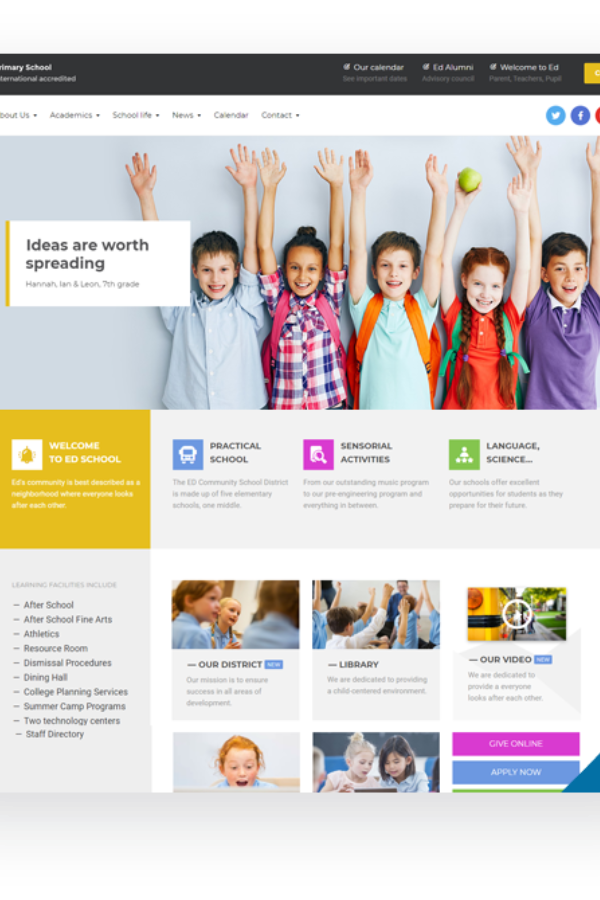 rimary School
nternational accredited
Our calendar
See important dates
Ed Alumni
Advisory council
Welcome to Ed
Parent, Teachers, Pupil
bout Us
Academics
School life
News
Calendar
Contact
Ideas are worth
spreading
Hannah, Ian & Leon, 7th grade
WELCOME
TO ED SCHOOL
Ed's community is best described as a
neighborhood where everyone looks
after each other.
PRACTICAL
SCHOOL
The ED Community School District
is made up of five elementary
schools, one middle.
SENSORIAL
ACTIVITIES
From our outstanding music program
to our pre-engineering program and
everything in between.
LANGUAGE,
SCIENCE...
Our schools offer excellent
opportunities for students as they
prepare for their future.
LEARNING FACILITIES INCLUDE
— After School
— After School Fine Arts
— Athletics
— Resource Room
— Dismissal Procedures
— Dining Hall
— College Planning Services
— Summer Camp Programs
— Two technology centers
— Staff Directory
— OUR DISTRICT NEW
Our mission is to ensure
success in all areas of
development.
— LIBRARY
We are dedicated to providing
a child-centered environment.
— OUR VIDEO NEW
We are dedicated to
provide a everyone
looks after each other.
GIVE ONLINE
APPLY NOW